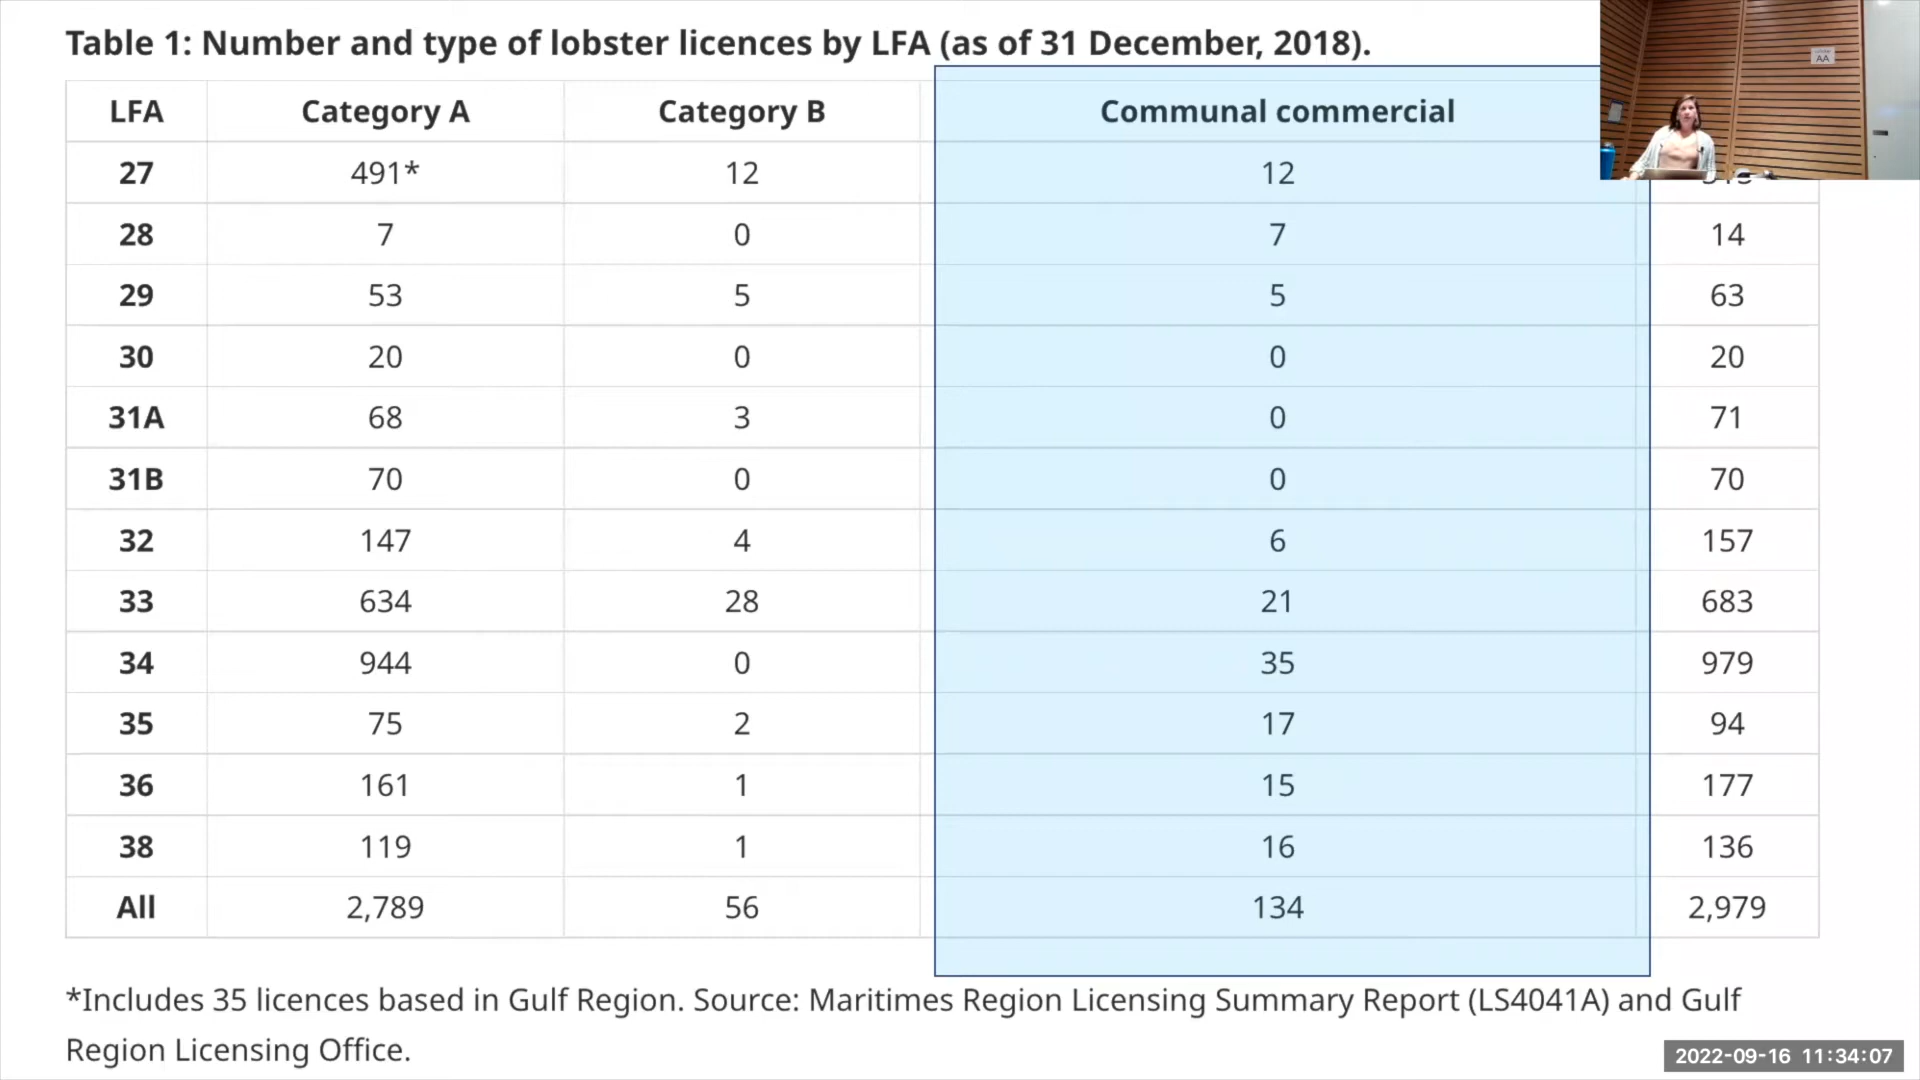 Table 1: Number and type of lobster licences by LFA (as of 31 December, 2018).
LFA Category A Category B Communal commercial
27 491* 12 12
28 7 0 7 14
29 53 5 5 63
30 20 0 0 20
31A 68 3 0 71
31B 70 0 0 70
32 147 4 6 157
33 634 28 21 683
34 944 0 35 979
35 75 2 17 94
36 161 1 15 177
38 119 1 16 136
All 2,789 56 134 2,979
*Includes 35 licences based in Gulf Region. Source: Maritimes Region Licensing Summary Report (LS4041A) and Gulf
Region Licensing Office.
AA
2022-09-16 11:34:07